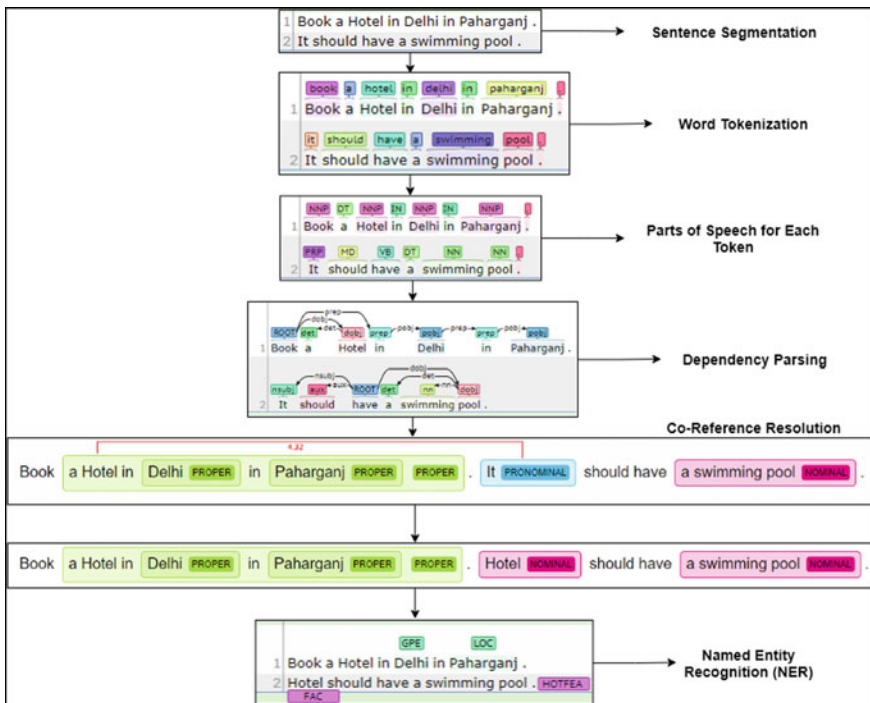 1 Book a Hotel in Delhi in Paharganj .
2 It should have a swimming pool .
Sentence Segmentation
book a hotel in delhi in paharganj .
1 Book a Hotel in Delhi in Paharganj .
it should have a swimming pool .
2 It should have a swimming pool .
Word Tokenization
NNP DT NNP IN NNP IN NNP .
1 Book a Hotel in Delhi in Paharganj .
PRP MD VB DT NN NN .
2 It should have a swimming pool .
Parts of Speech for Each
Token
prep
dobj
ROOT det det dobj prep pobj pobj prep prep pobj pobj
1 Book a Hotel in Delhi in Paharganj .
dobj
nsubj det
nsubj aux aux ROOT det nn nn dobj
2 It should have a swimming pool .
Dependency Parsing
Co-Reference Resolution
4.32
Book a Hotel in Delhi PROPER in Paharganj PROPER PROPER . It PRONOMINAL should have a swimming pool NOMINAL .
Book a Hotel in Delhi PROPER in Paharganj PROPER PROPER . Hotel NOMINAL should have a swimming pool NOMINAL .
GPE LOC
1 Book a Hotel in Delhi in Paharganj .
2 Hotel should have a swimming pool . HOTFEA
FAC
Named Entity
Recognition (NER)